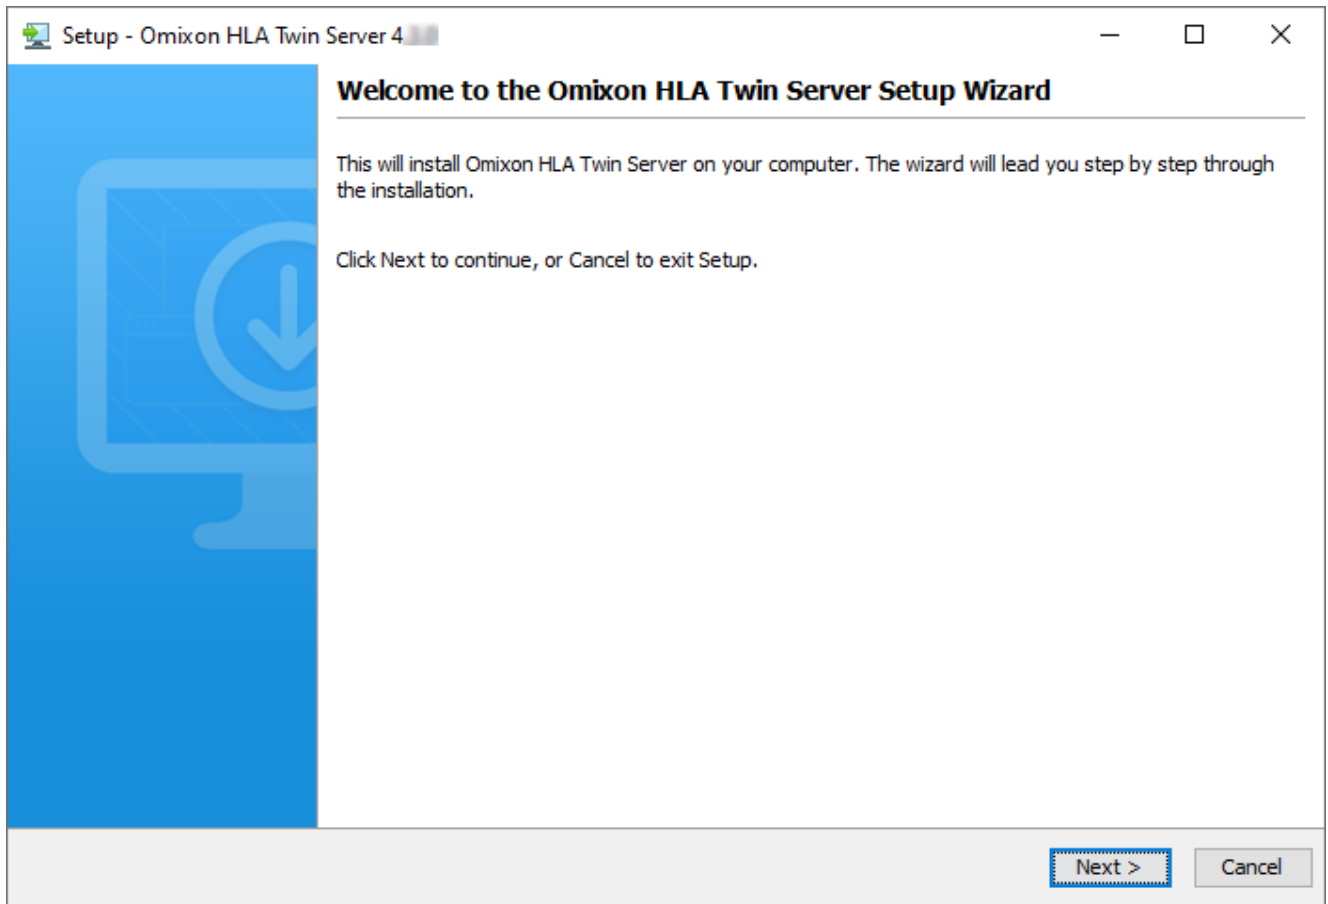 Setup - Omixon HLA Twin Server 4
Welcome to the Omixon HLA Twin Server Setup Wizard
This will install Omixon HLA Twin Server on your computer. The wizard will lead you step by step through
the installation.
Click Next to continue, or Cancel to exit Setup.
Next >
Cancel